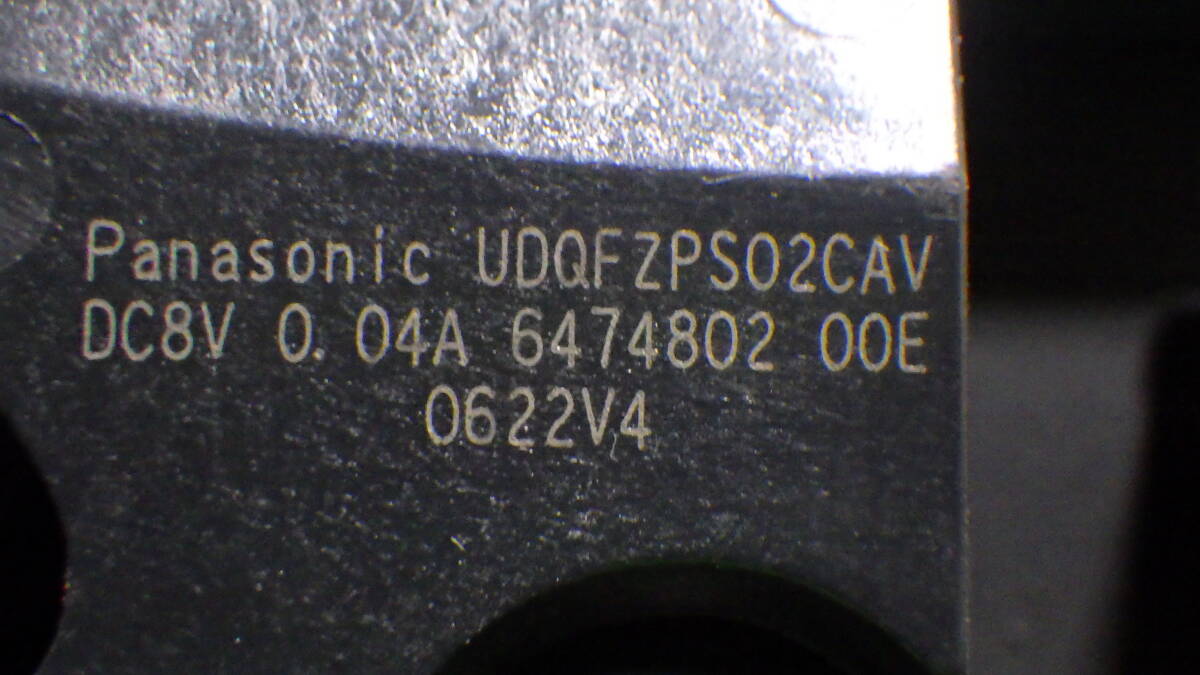 Panasonic UDQFZPS02CAV
DC8V 0.04A 6474802 00E
0622V4